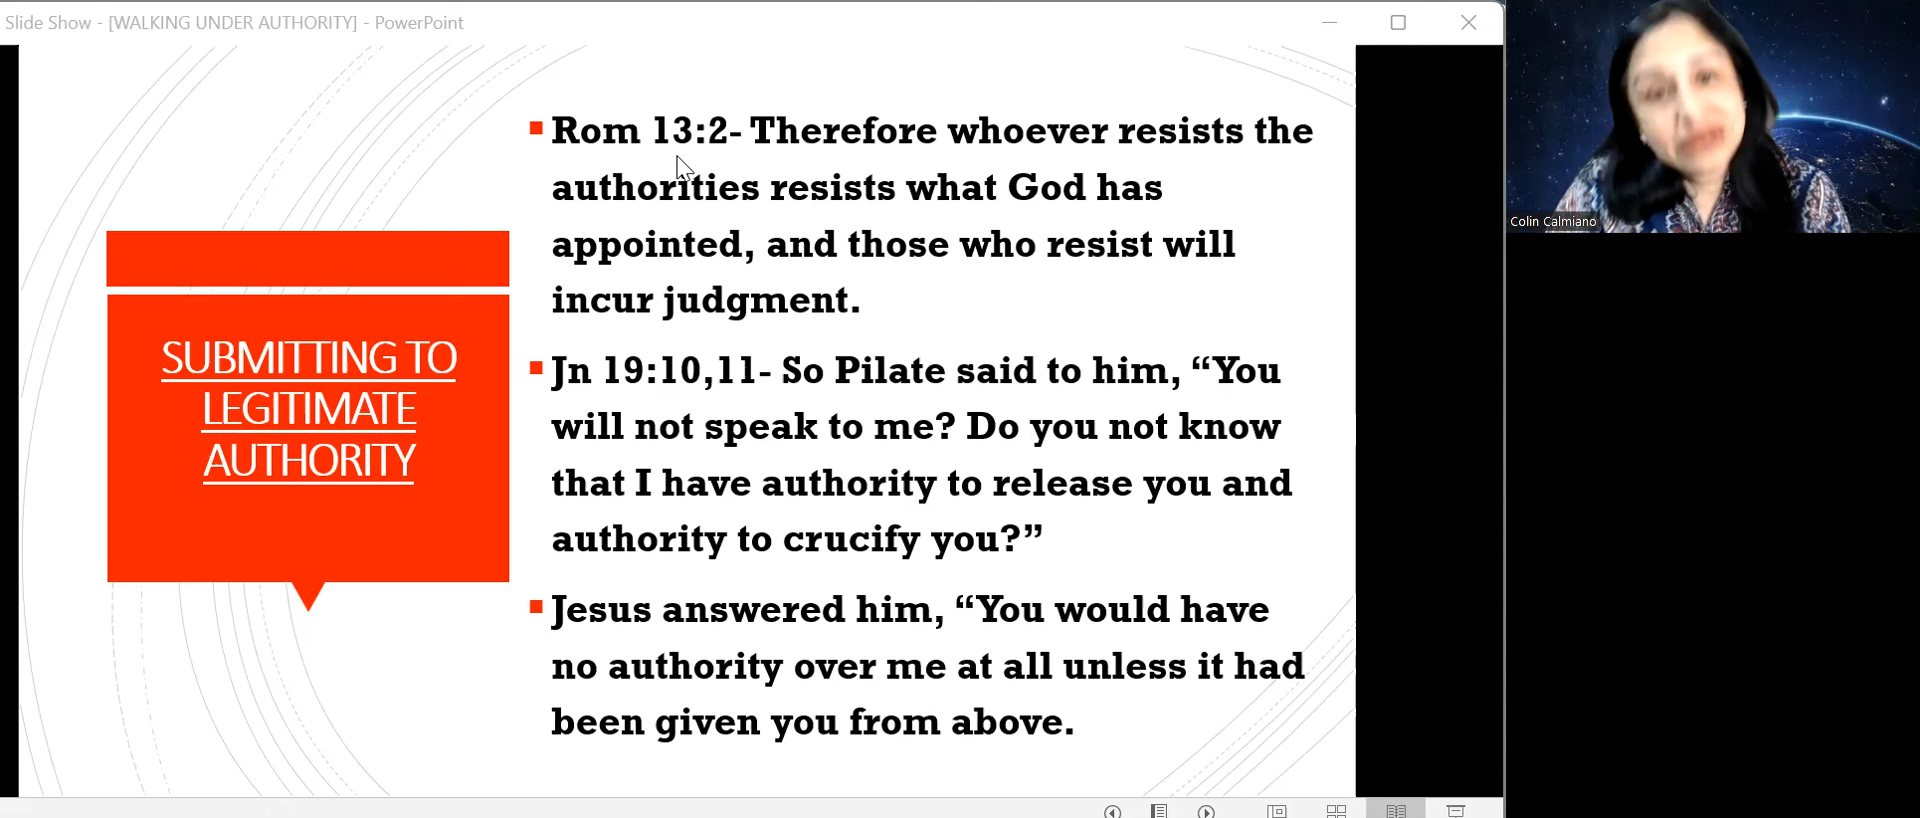 Slide Show - [WALKING UNDER AUTHORITY] - PowerPoint
SUBMITTING TO
LEGITIMATE
AUTHORITY
Rom 13:2- Therefore whoever resists the
authorities resists what God has
appointed, and those who resist will
incur judgment.
Jn 19:10,11- So Pilate said to him, “You
will not speak to me? Do you not know
that I have authority to release you and
authority to crucify you?”
Jesus answered him, “You would have
no authority over me at all unless it had
been given you from above.
Colin Calmiano